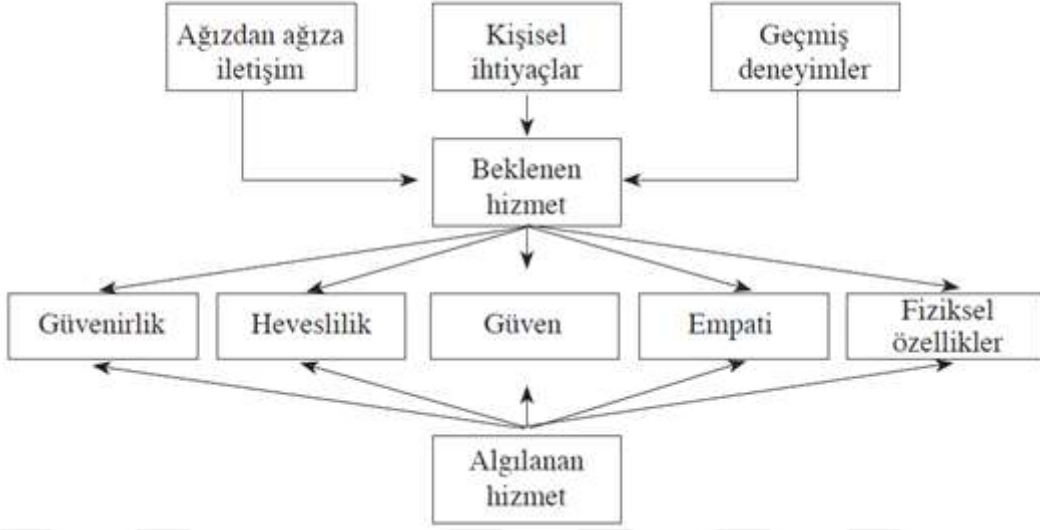 Ağızdan ağıza
iletişim
Kişisel
ihtiyaçlar
Geçmiş
deneyimler
Beklenen
hizmet
Güvenirlik
Heveslilik
Güven
Empati
Fiziksel
özellikler
Algılanan
hizmet